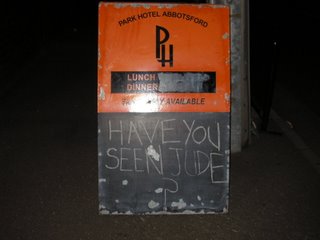 PARK HOTEL ABBOTSFORD
PH
LUNCH
DINNER
AVAILABLE
HAVE YOU
SEEN JUDE
?